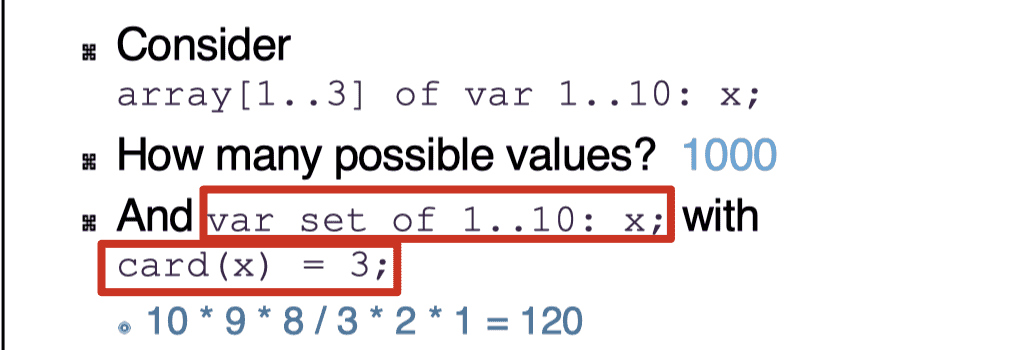 Consider
array[1..3] of var 1..10: x;
How many possible values? 1000
And var set of 1..10: x; with
card(x) = 3;
10 * 9 * 8 / 3 * 2 * 1 = 120